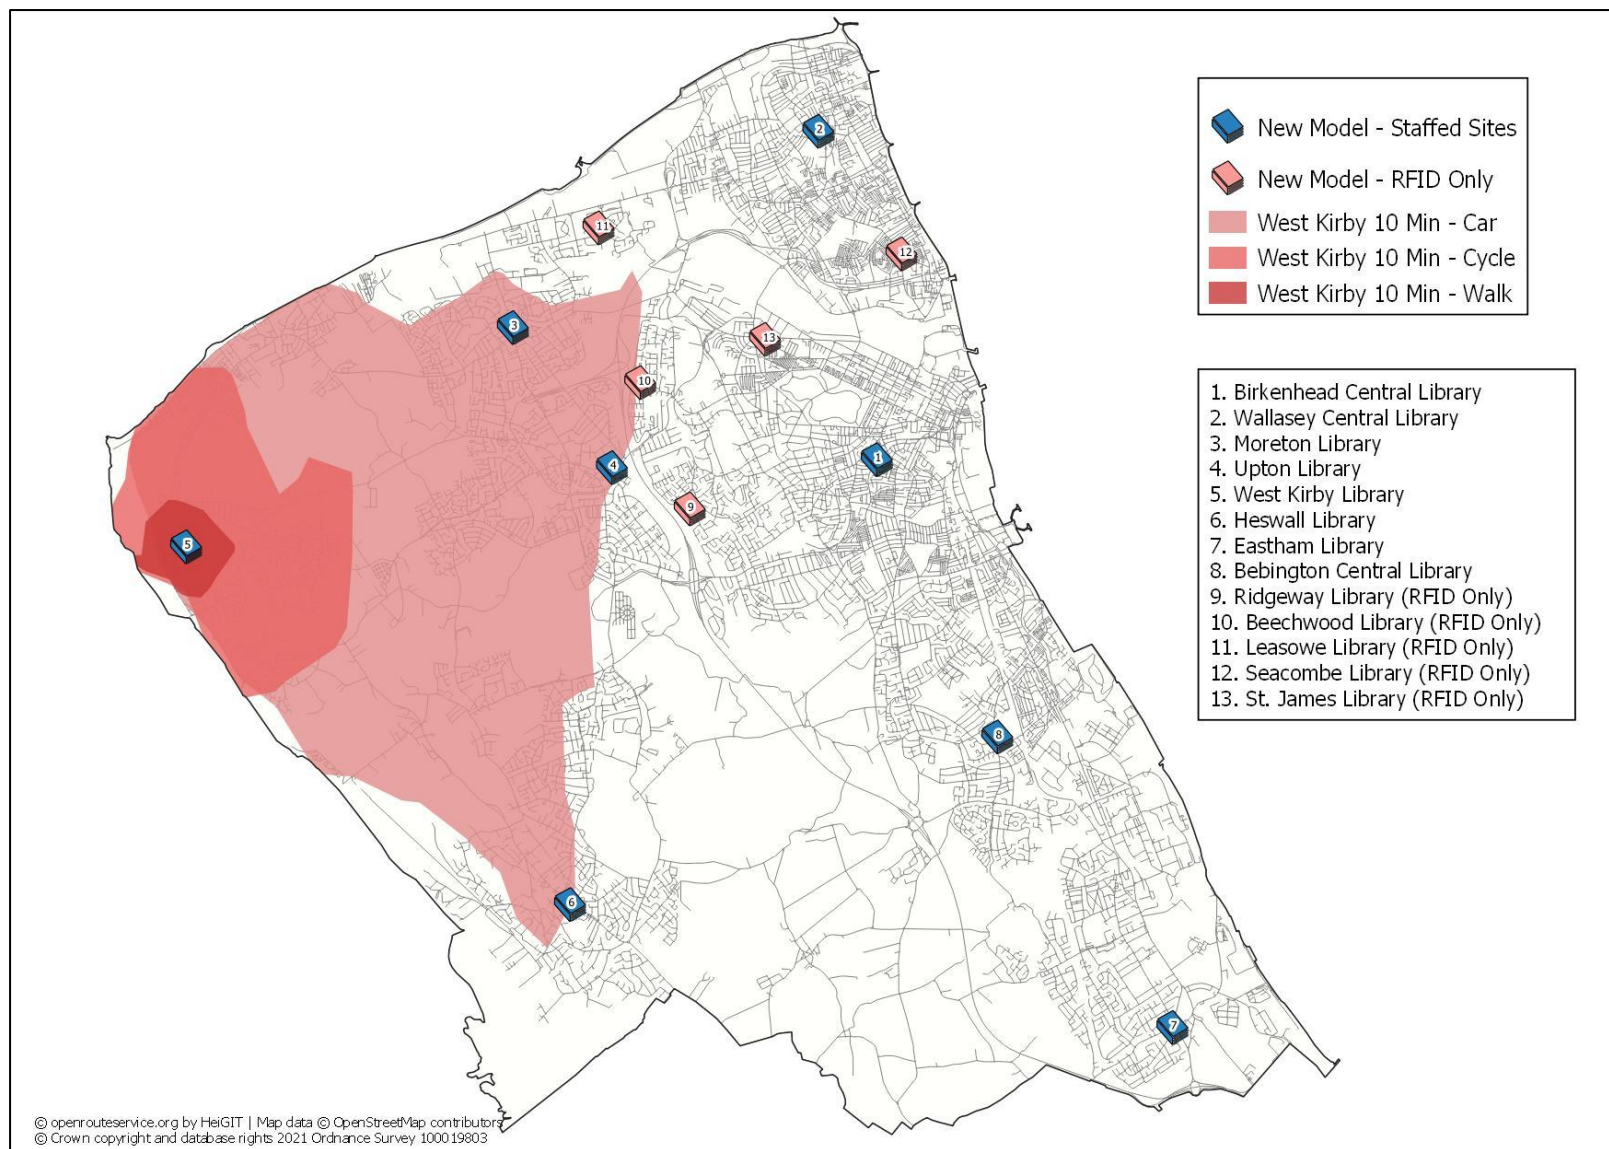 New Model - Staffed Sites
New Model - RFID Only
West Kirby 10 Min - Car
West Kirby 10 Min - Cycle
West Kirby 10 Min - Walk
1. Birkenhead Central Library
2. Wallasey Central Library
3. Moreton Library
4. Upton Library
5. West Kirby Library
6. Heswall Library
7. Eastham Library
8. Bebington Central Library
9. Ridgeway Library (RFID Only)
10. Beechwood Library (RFID Only)
11. Leasowe Library (RFID Only)
12. Seacombe Library (RFID Only)
13. St. James Library (RFID Only)
2
11
12
3
13
10
1
4
9
5
8
6
7
© openrouteservice.org by HeiGIT | Map data © OpenStreetMap contributors
© Crown copyright and database rights 2021 Ordnance Survey 100019803